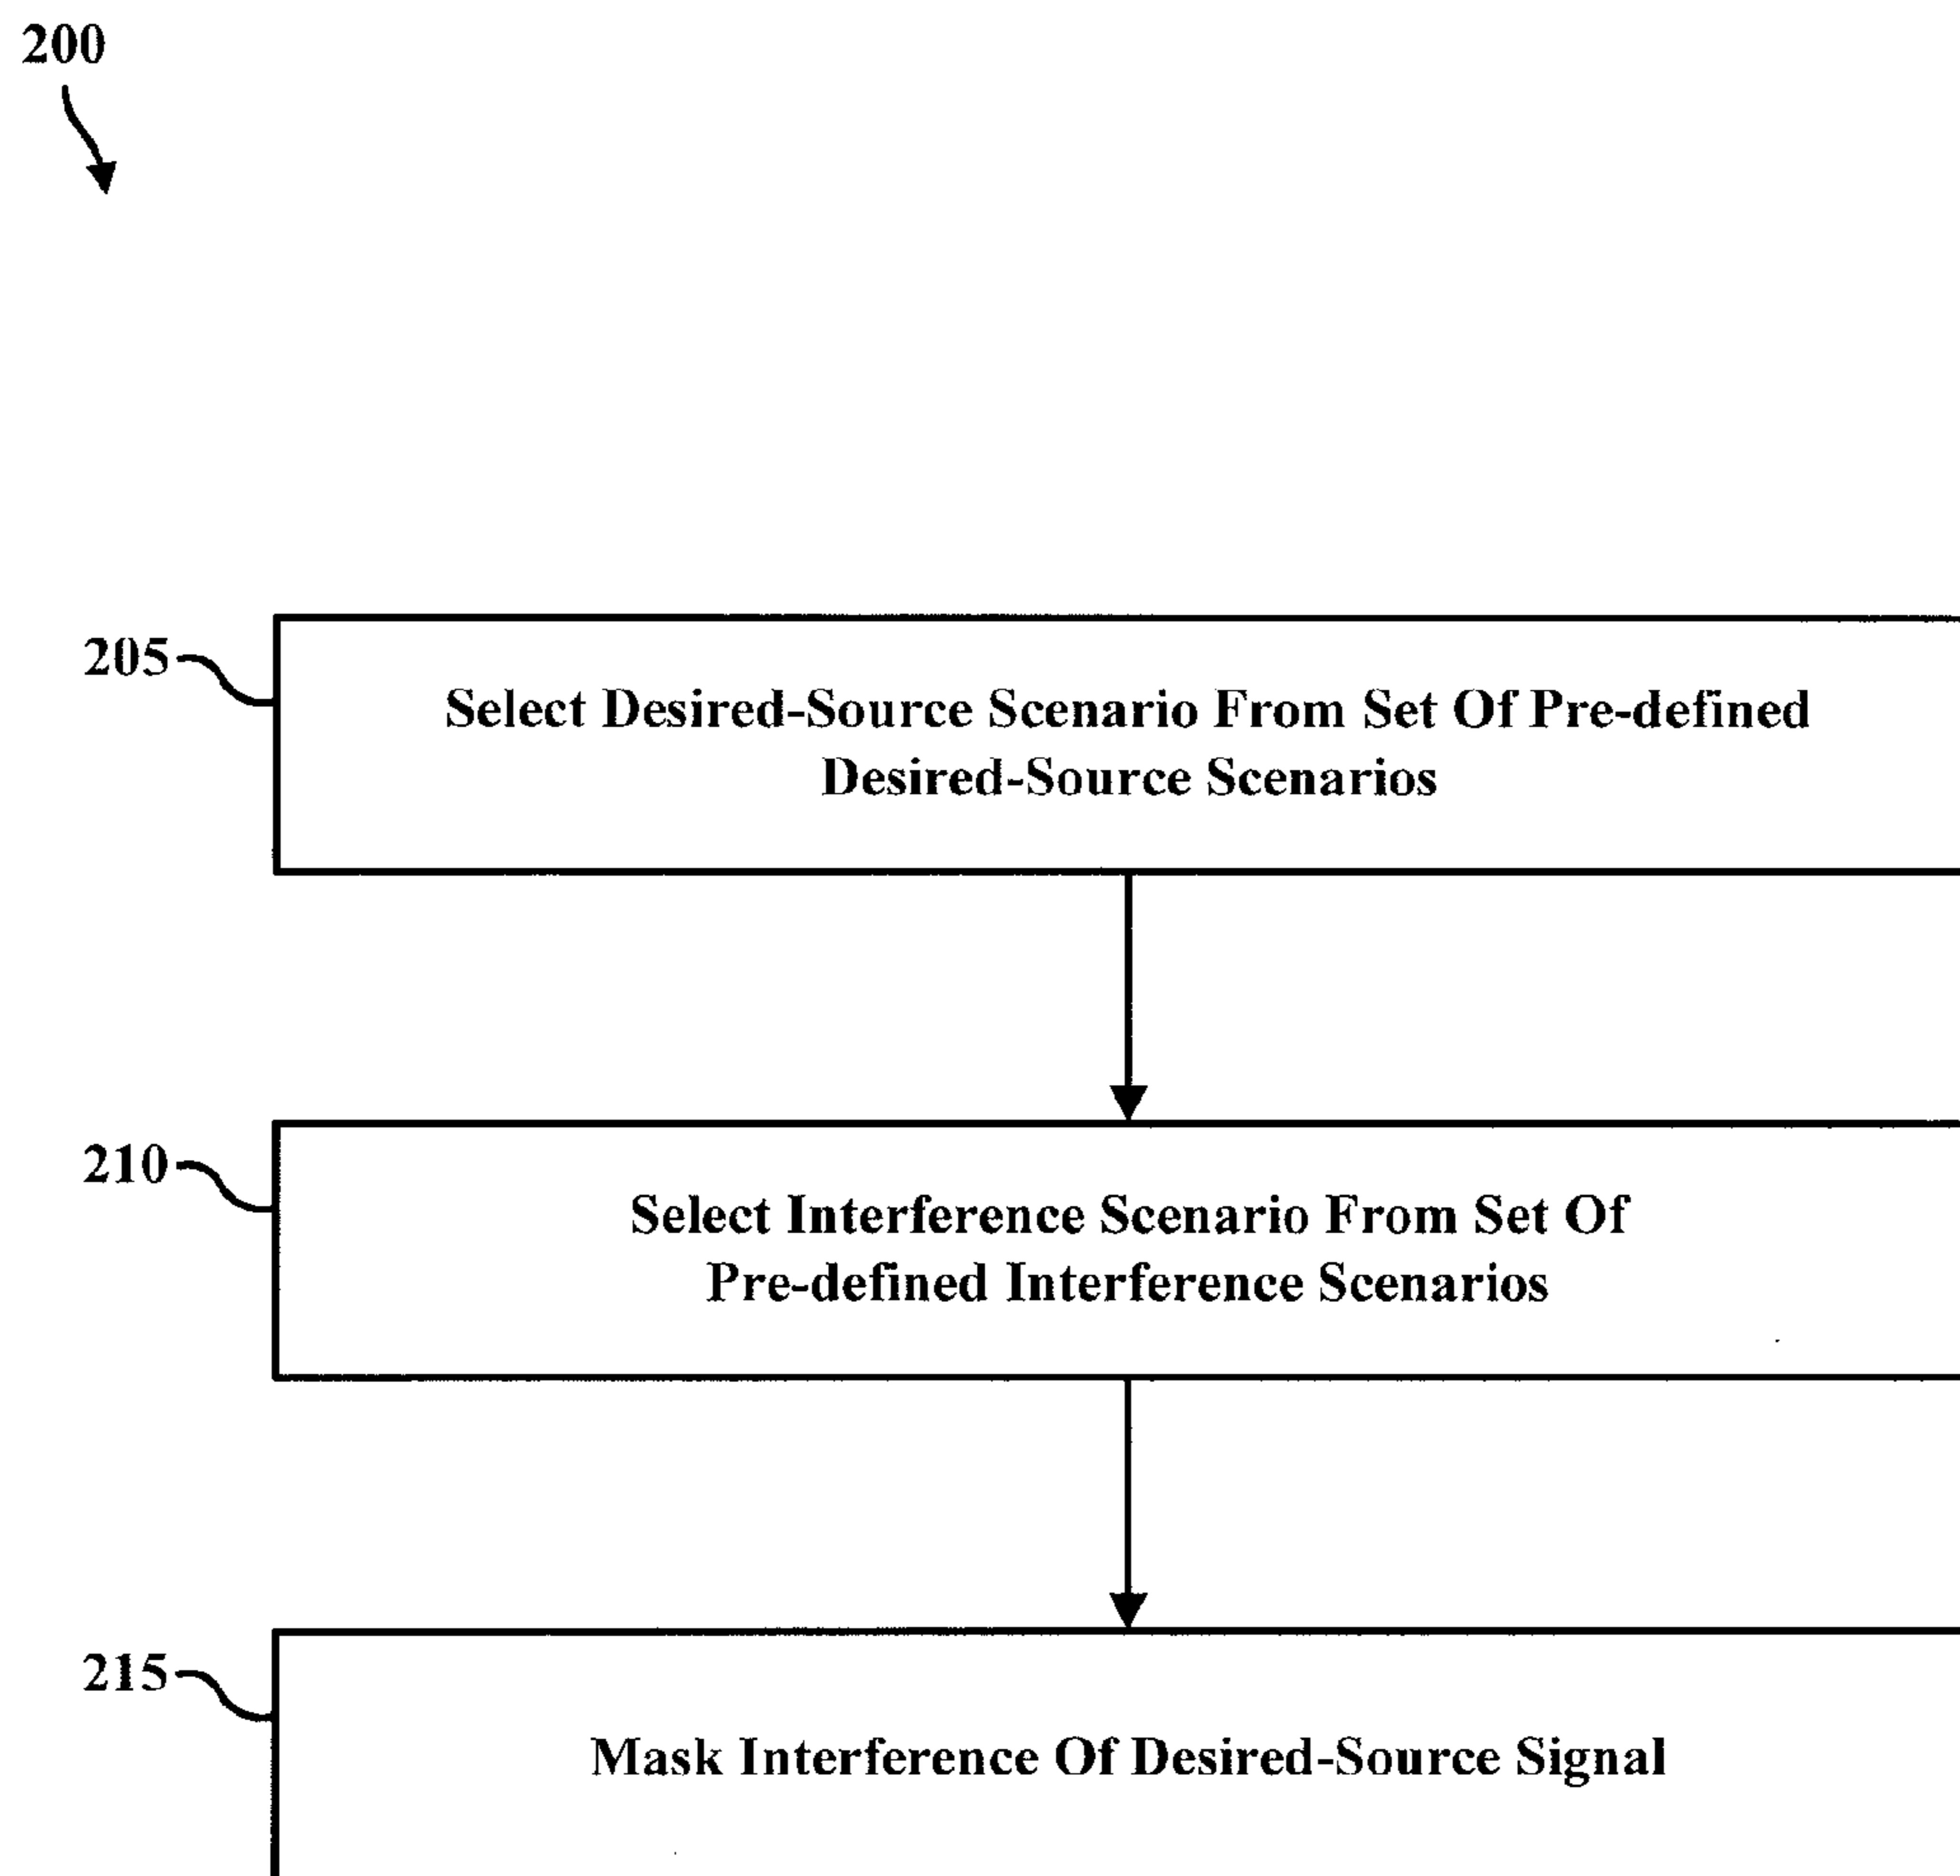 200
205
Select Desired-Source Scenario From Set Of Pre-defined
Desired-Source Scenarios
210
Select Interference Scenario From Set Of
Pre-defined Interference Scenarios
215
Mask Interference Of Desired-Source Signal